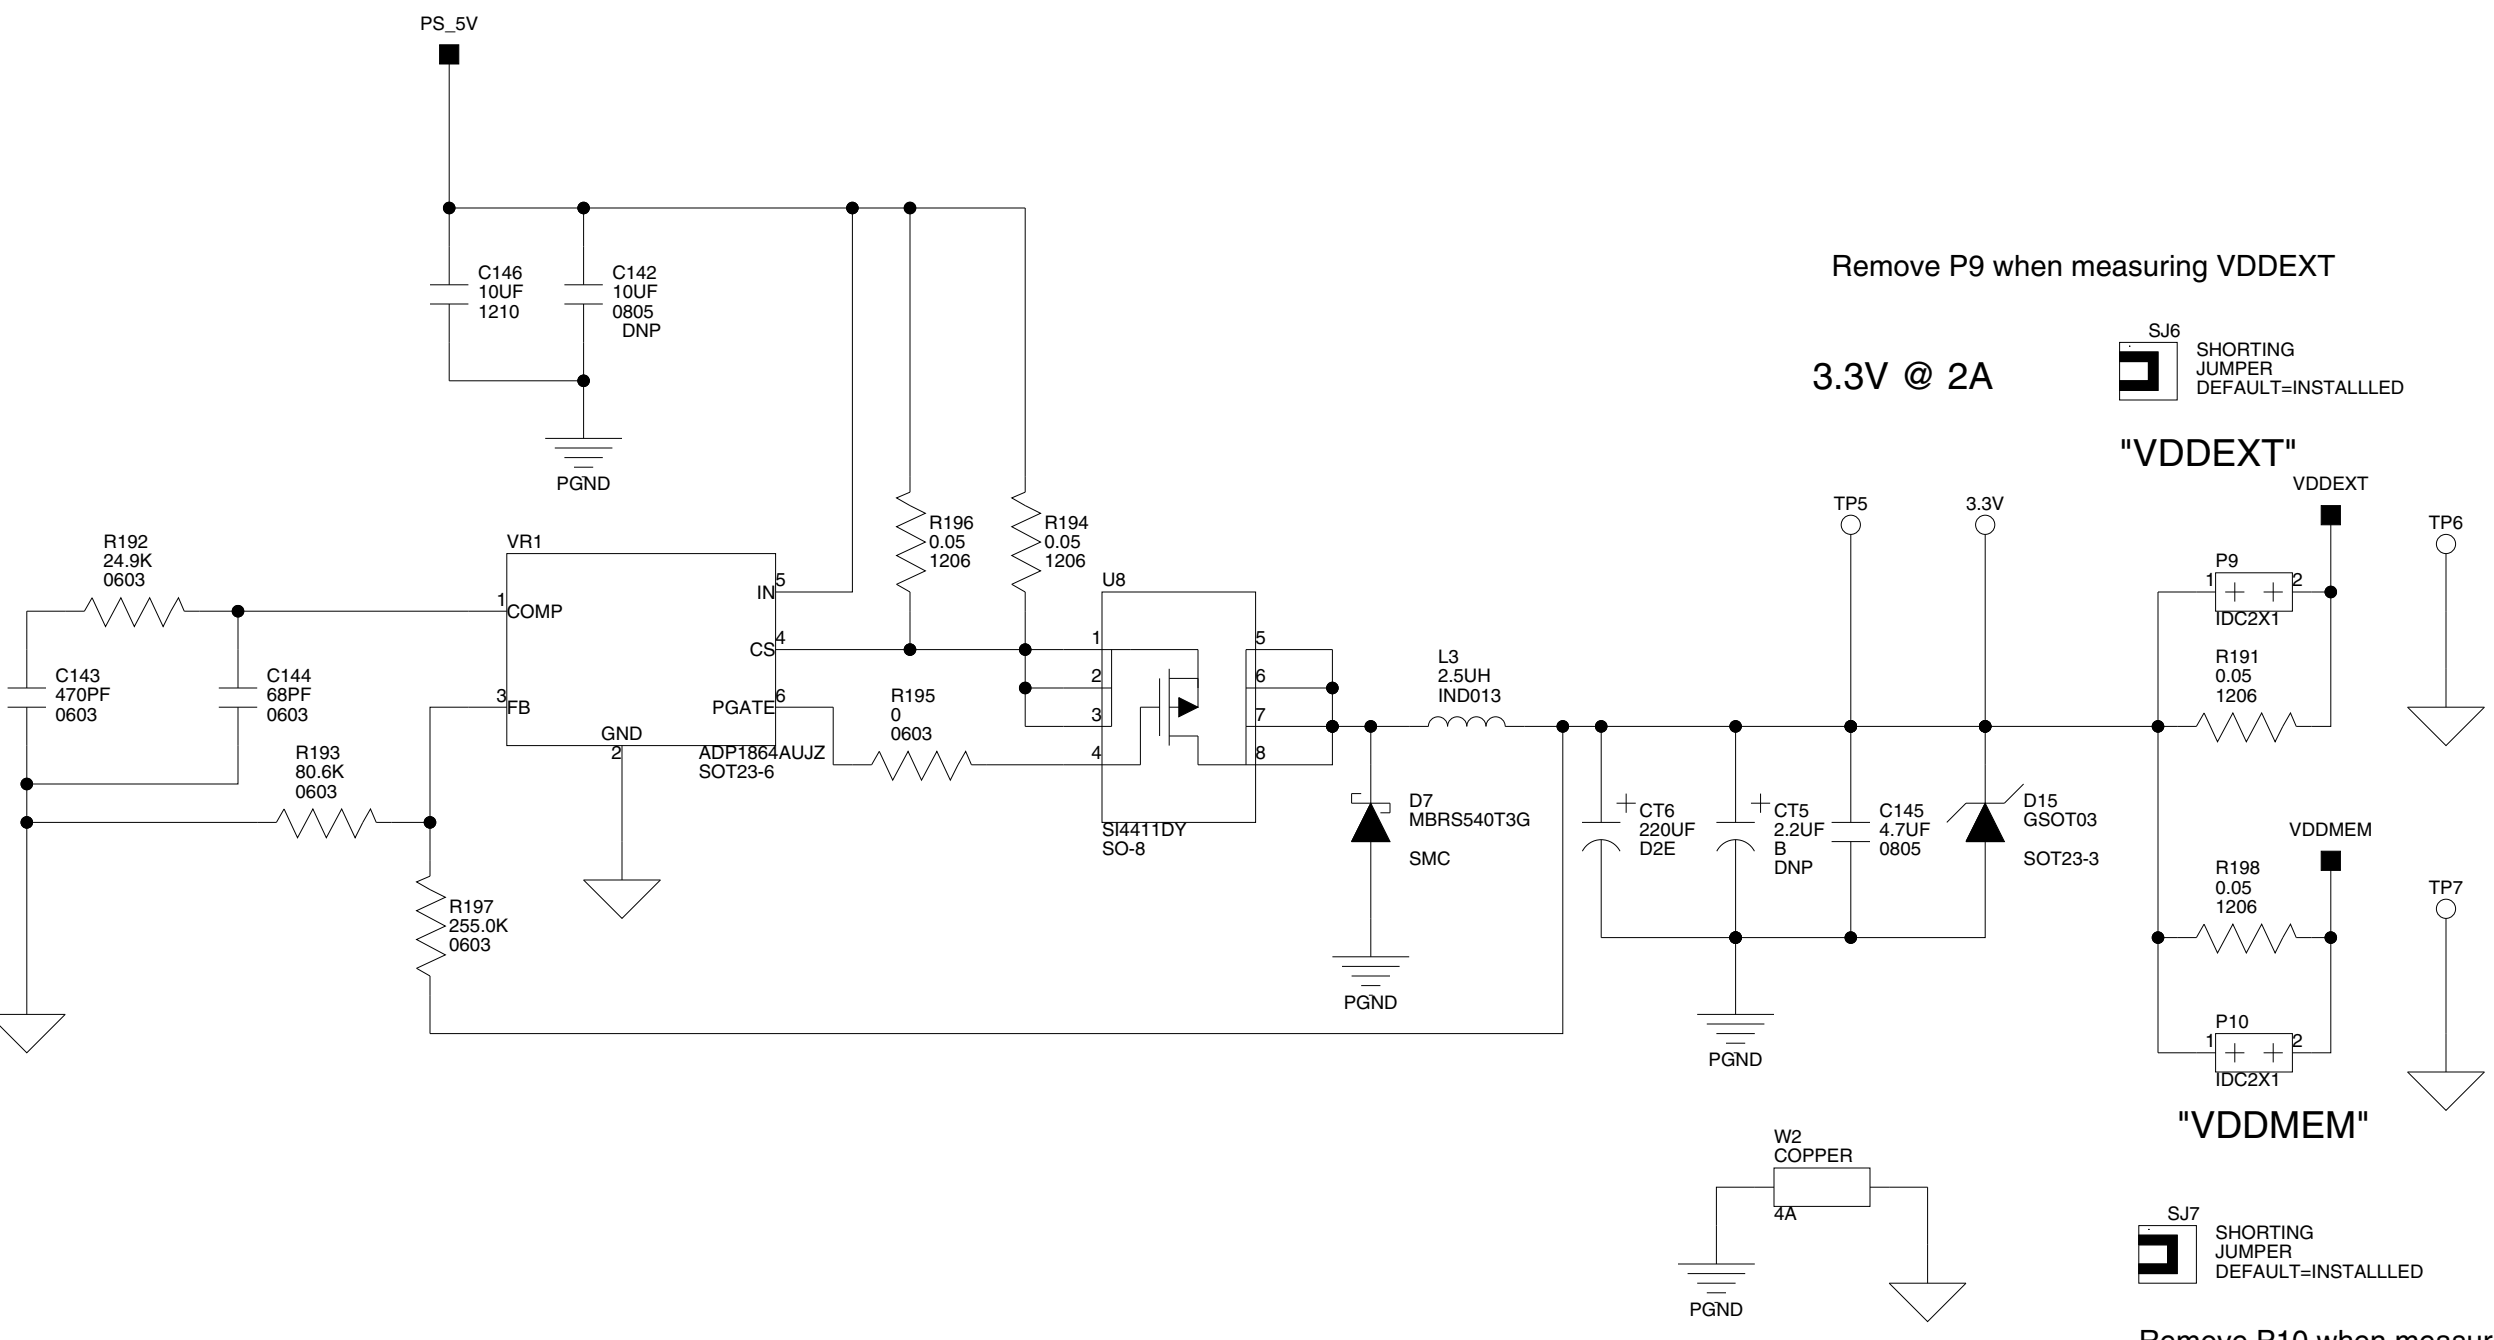 PS_5V
C146
10UF
1210
C142
10UF
0805
DNP
PGND
Remove P9 when measuring VDDEXT
SJ6
SHORTING
JUMPER
DEFAULT=INSTALLLED
3.3V @ 2A
"VDDEXT"
VDDEXT
R192
24.9K
0603
VR1
1
COMP
3
FB
GND
2
5
IN
4
CS
PGATE
6
ADP1864AUJZ
SOT23-6
C143
470PF
0603
C144
68PF
0603
R193
80.6K
0603
R197
255.0K
0603
R196
0.05
1206
R194
0.05
1206
R195
0
0603
U8
1
2
3
4
5
6
7
8
SI4411DY
SO-8
D7
MBRS540T3G
SMC
PGND
L3
2.5UH
IND013
TP5
3.3V
CT6
220UF
D2E
CT5
2.2UF
B
DNP
C145
4.7UF
0805
D15
GSOT03
SOT23-3
PGND
P9
1
2
IDC2X1
R191
0.05
1206
TP6
VDDMEM
R198
0.05
1206
TP7
P10
1
2
IDC2X1
"VDDMEM"
W2
COPPER
4A
PGND
SJ7
SHORTING
JUMPER
DEFAULT=INSTALLLED
Remove P10 when measur